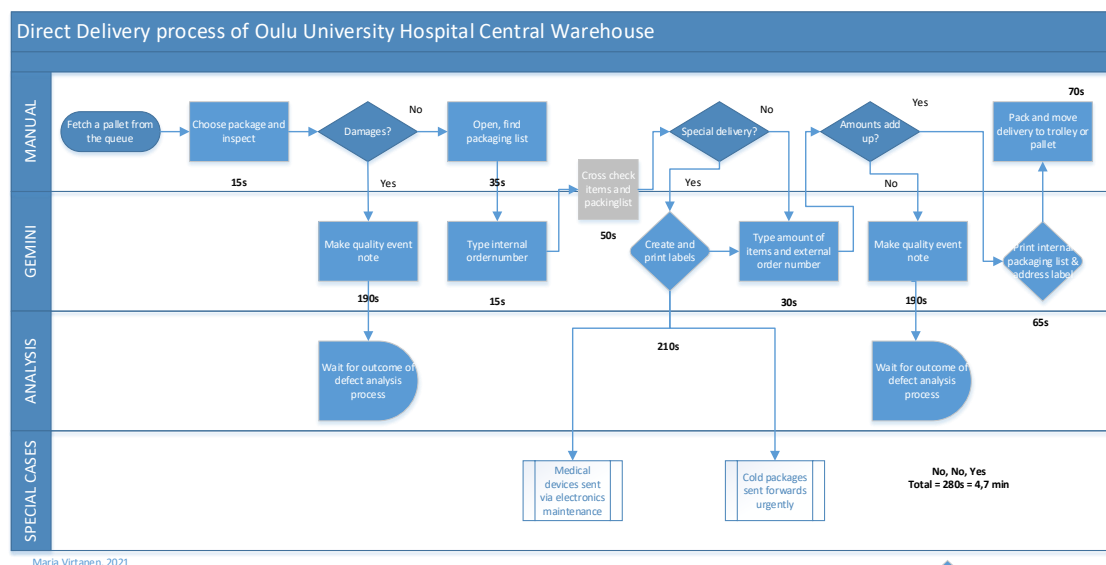 Direct Delivery process of Oulu University Hospital Central Warehouse
MANUAL
Fetch a pallet from
the queue
Choose package and
inspect
15s
Damages?
No
Yes
Open, find
packaging list
35s
Special delivery?
No
Yes
Amounts add
up?
Yes
No
70s
Pack and move
delivery to trolley or
pallet
Cross check
items and
packinglist
50s
GEMINI
Make quality event
note
190s
Type internal
ordernumber
15s
Create and
print labels
210s
Type amount of
items and external
order number
30s
Make quality event
note
190s
Print internal
packaging list &
address label
65s
ANALYSIS
Wait for outcome of
defect analysis
process
Wait for outcome of
defect analysis
process
SPECIAL CASES
Medical
devices sent
via electronics
maintenance
Cold packages
sent forwards
urgently
No, No, Yes
Total = 280s = 4,7 min
Maria Virtanen, 2021